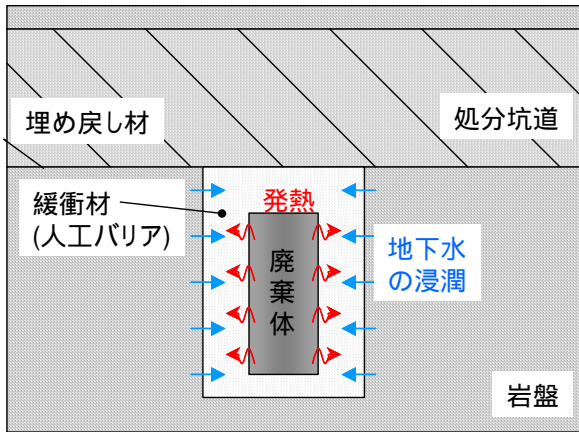 埋め戻し材
処分坑道
緩衝材
(人工バリア)
発熱
廃棄体
地下水
の浸潤
岩盤